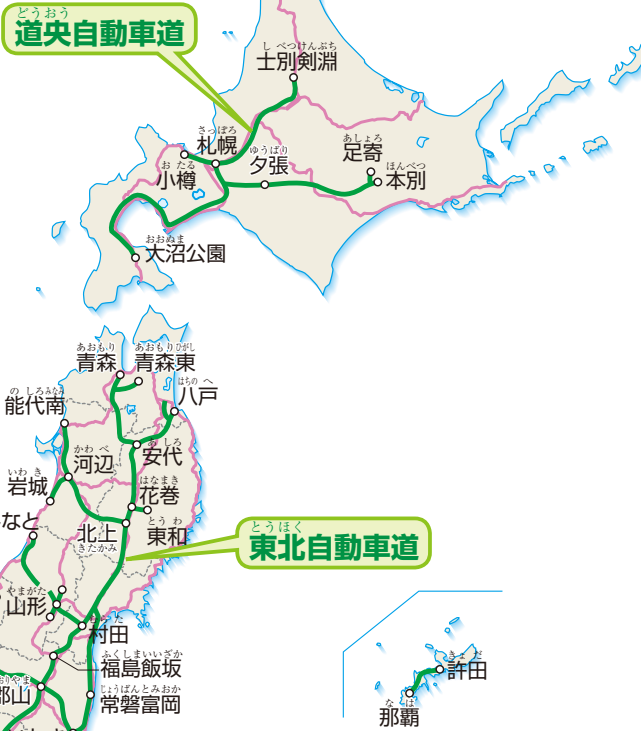 どうおう
道央自動車道
し べつけんぶち
士別剣淵
さっぽろ
札幌
ゆうばり
夕張
あしょろ
足寄
ほんべつ
本別
お たる
小樽
おおぬま
大沼公園
あおもり
青森
あおもりひがし
青森東
はちの へ
八戸
の しろみなみ
能代南
かわ べ
河辺
あ しろ
安代
いわ き
岩城
はなまき
花巻
なと
北上
きたかみ
とう わ
東和
とうほく
東北自動車道
やまがた
山形
むら た
村田
ふくしまいいざか
福島飯坂
おりやま
郡山
じょうばんとみおか
常磐富岡
きょ だ
許田
な は
那覇